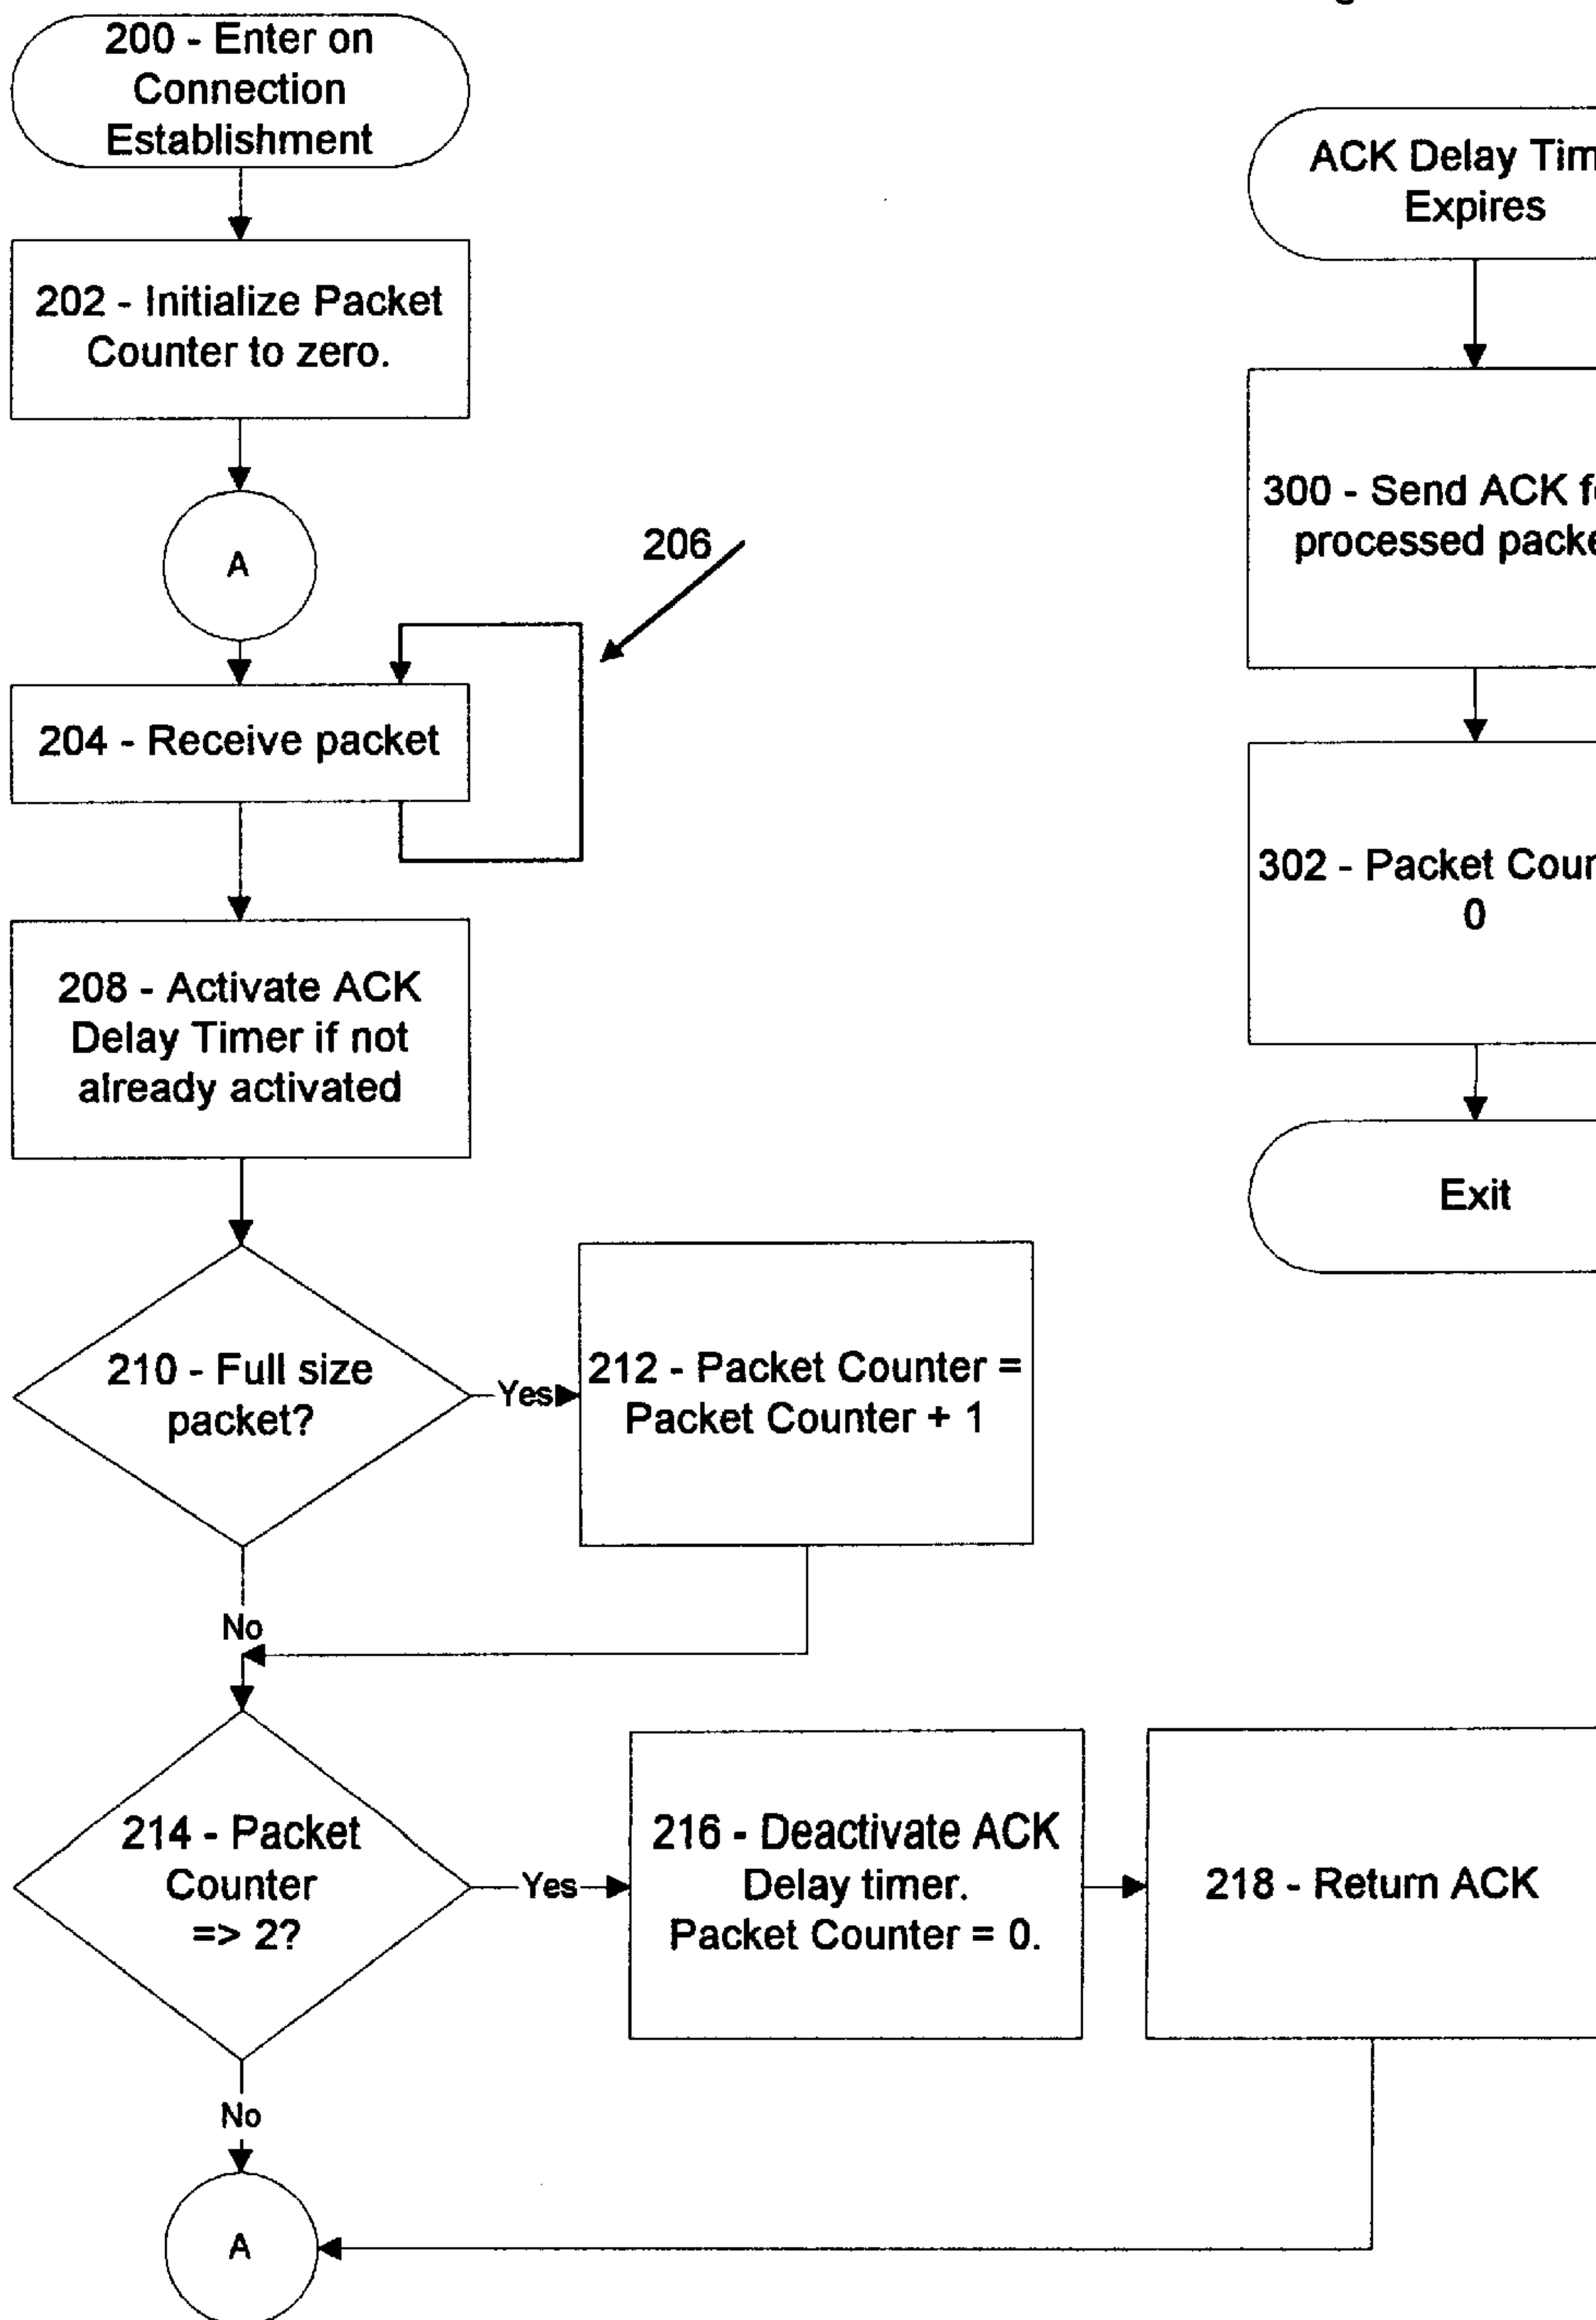 200 - Enter on
Connection
Establishment
202 - Initialize Packet
Counter to zero.
A
206
204 - Receive packet
208 - Activate ACK
Delay Timer if not
already activated
210 - Full size
packet?
Yes
212 - Packet Counter =
Packet Counter + 1
No
214 - Packet
Counter
=> 2?
Yes
216 - Deactivate ACK
Delay timer.
Packet Counter = 0.
218 - Return ACK
No
A
ACK Delay
Expires
300 - Send ACK
processed
302 - Packet
0
Exit